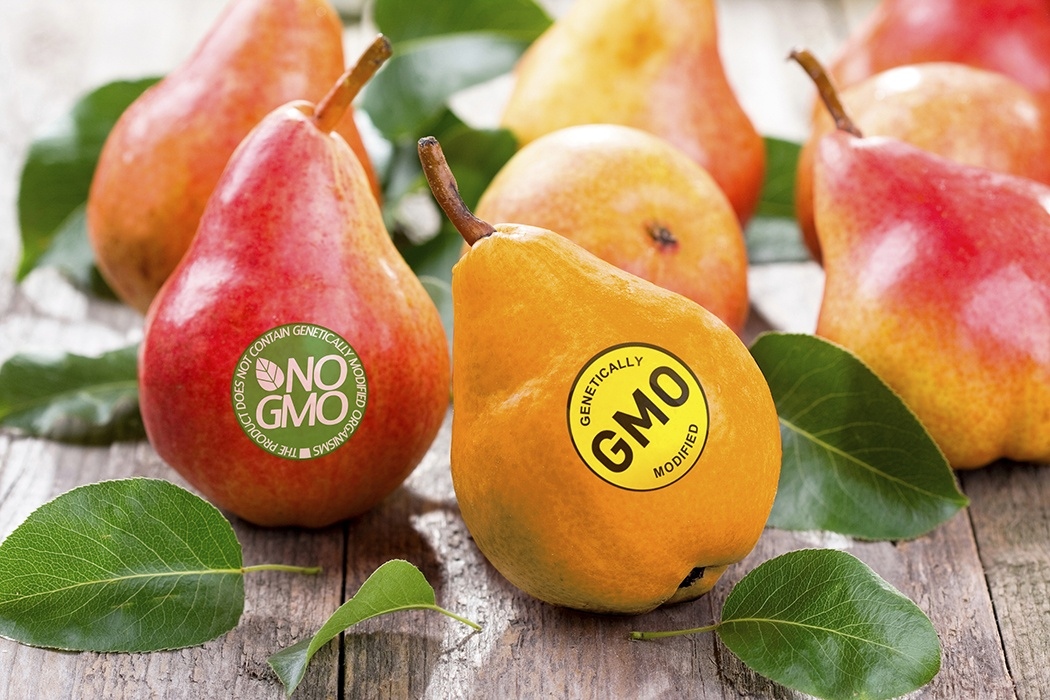 NO
GMO
THE PRODUCT DOES NOT CONTAIN GENETICALLY MODIFIED ORGANISMS
GENETICALLY
GMO
MODIFIED